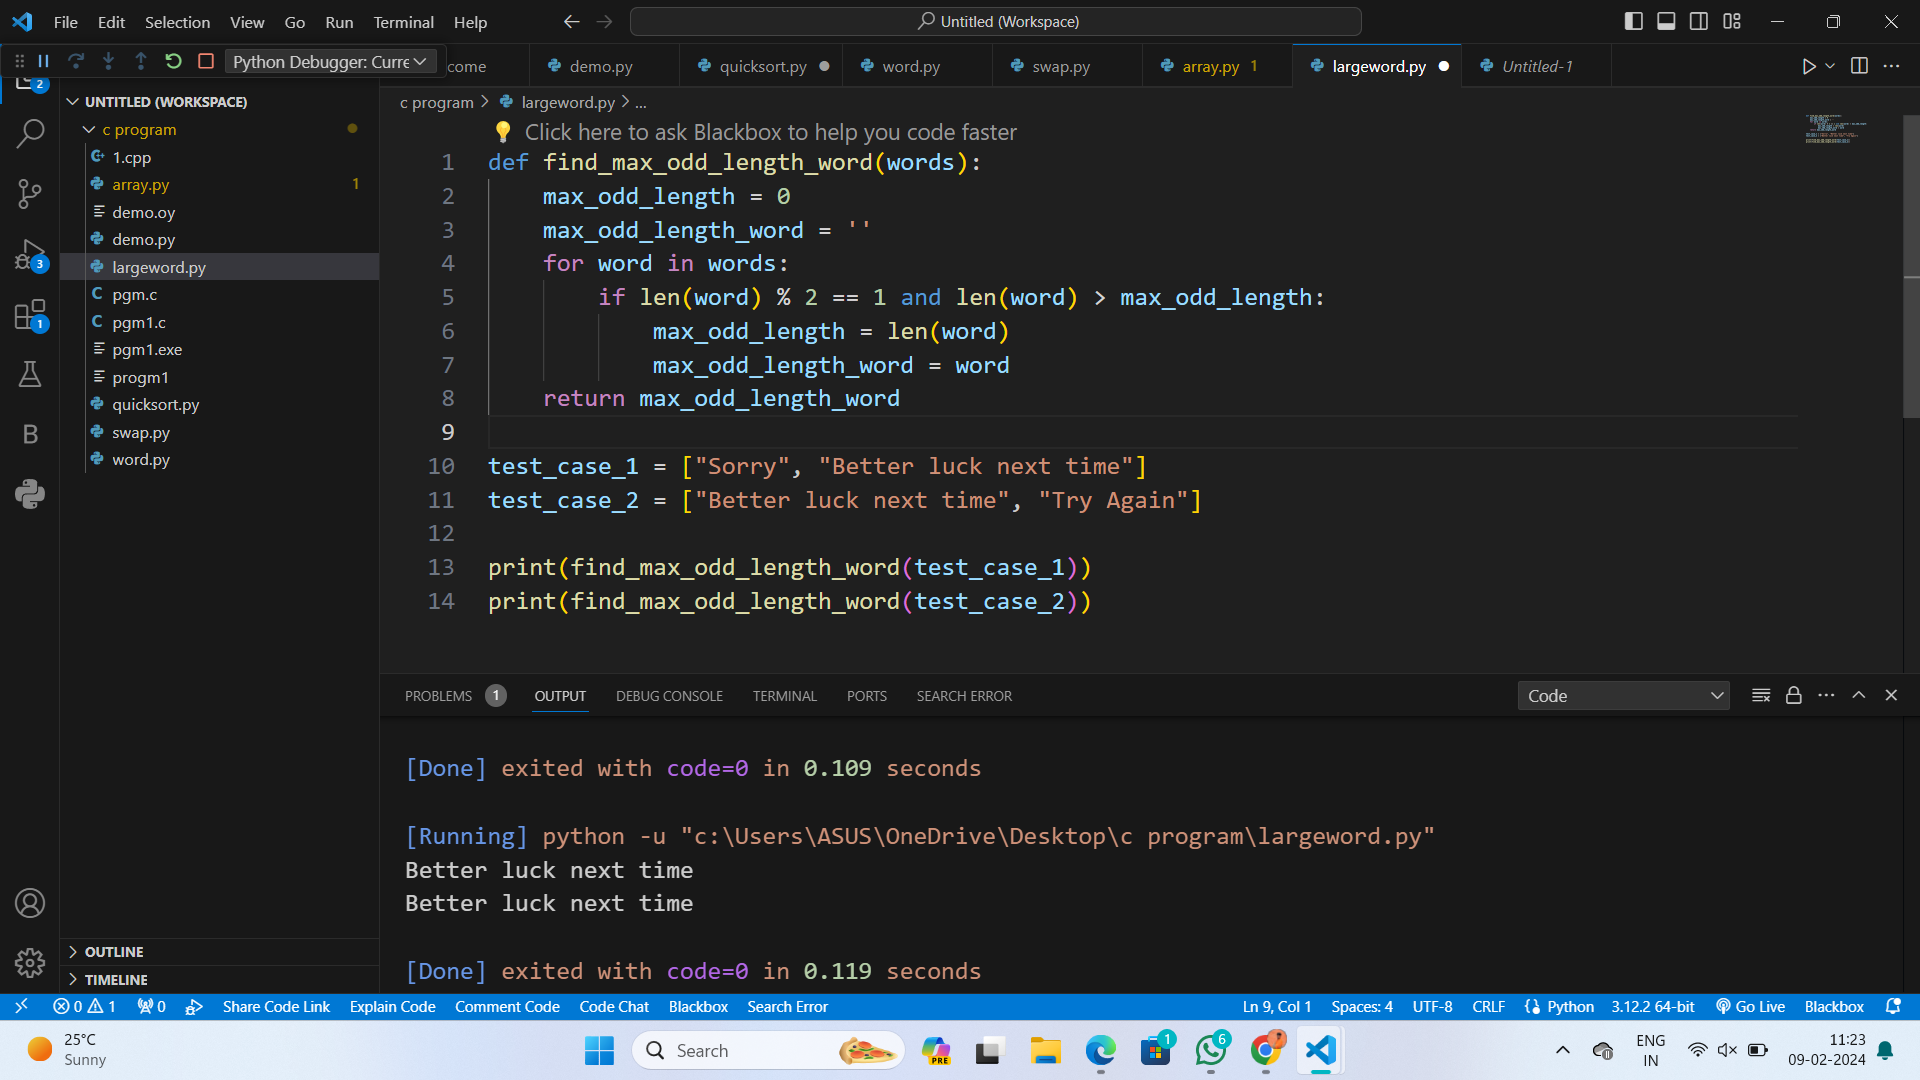 File Edit Selection View Go Run Terminal Help Untitled (Workspace)
Python Debugger: Curre come demo.py quicksort.py word.py swap.py array.py 1 largeword.py Untitled-1
2
UNTITLED (WORKSPACE)
c program
1.cpp
array.py 1
demo.oy
demo.py
largeword.py
pgm.c
pgm1.c
pgm1.exe
progm1
quicksort.py
swap.py
word.py
3
1
B
OUTLINE
TIMELINE
c program > largeword.py > ...
Click here to ask Blackbox to help you code faster
1 def find_max_odd_length_word(words):
2 max_odd_length = 0
3 max_odd_length_word = ''
4 for word in words:
5 if len(word) % 2 == 1 and len(word) > max_odd_length:
6 max_odd_length = len(word)
7 max_odd_length_word = word
8 return max_odd_length_word
9
10 test_case_1 = ["Sorry", "Better luck next time"]
11 test_case_2 = ["Better luck next time", "Try Again"]
12
13 print(find_max_odd_length_word(test_case_1))
14 print(find_max_odd_length_word(test_case_2))
PROBLEMS 1 OUTPUT DEBUG CONSOLE TERMINAL PORTS SEARCH ERROR Code
[Done] exited with code=0 in 0.109 seconds
[Running] python -u "c:\Users\ASUS\OneDrive\Desktop\c program\largeword.py"
Better luck next time
Better luck next time
[Done] exited with code=0 in 0.119 seconds
0 1 0 Share Code Link Explain Code Comment Code Code Chat Blackbox Search Error Ln 9, Col 1 Spaces: 4 UTF-8 CRLF Python 3.12.2 64-bit Go Live Blackbox
25°C
Sunny
Search
PRE
1
6
ENG
IN
11:23
09-02-2024